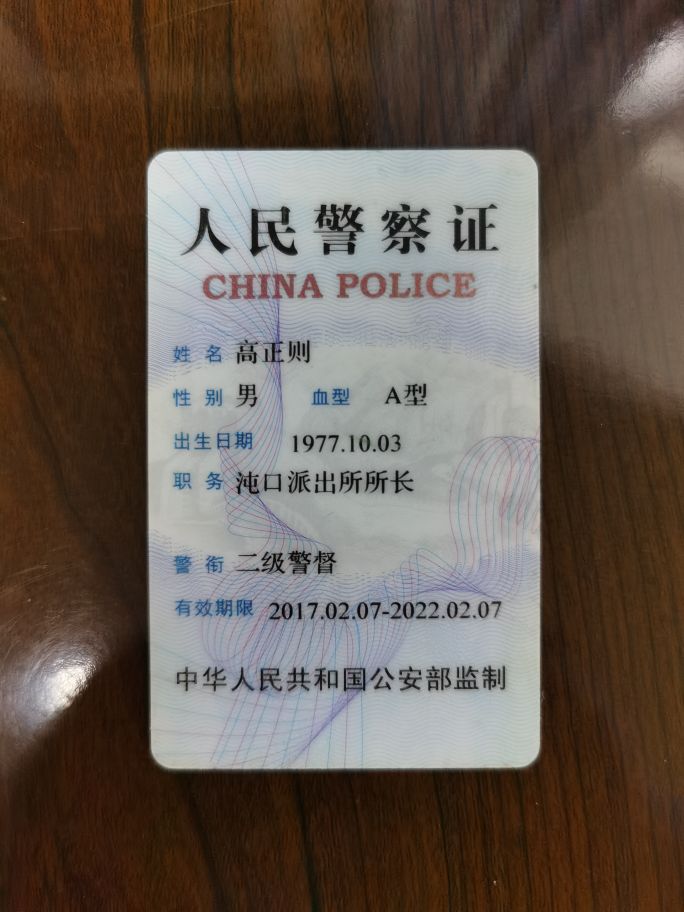 人民警察证
CHINA POLICE
姓名 高正则
性别 男 血型 A型
出生日期 1977.10.03
职务 沌口派出所所长
警衔 二级警督
有效期限 2017.02.07-2022.02.07
中华人民共和国公安部监制